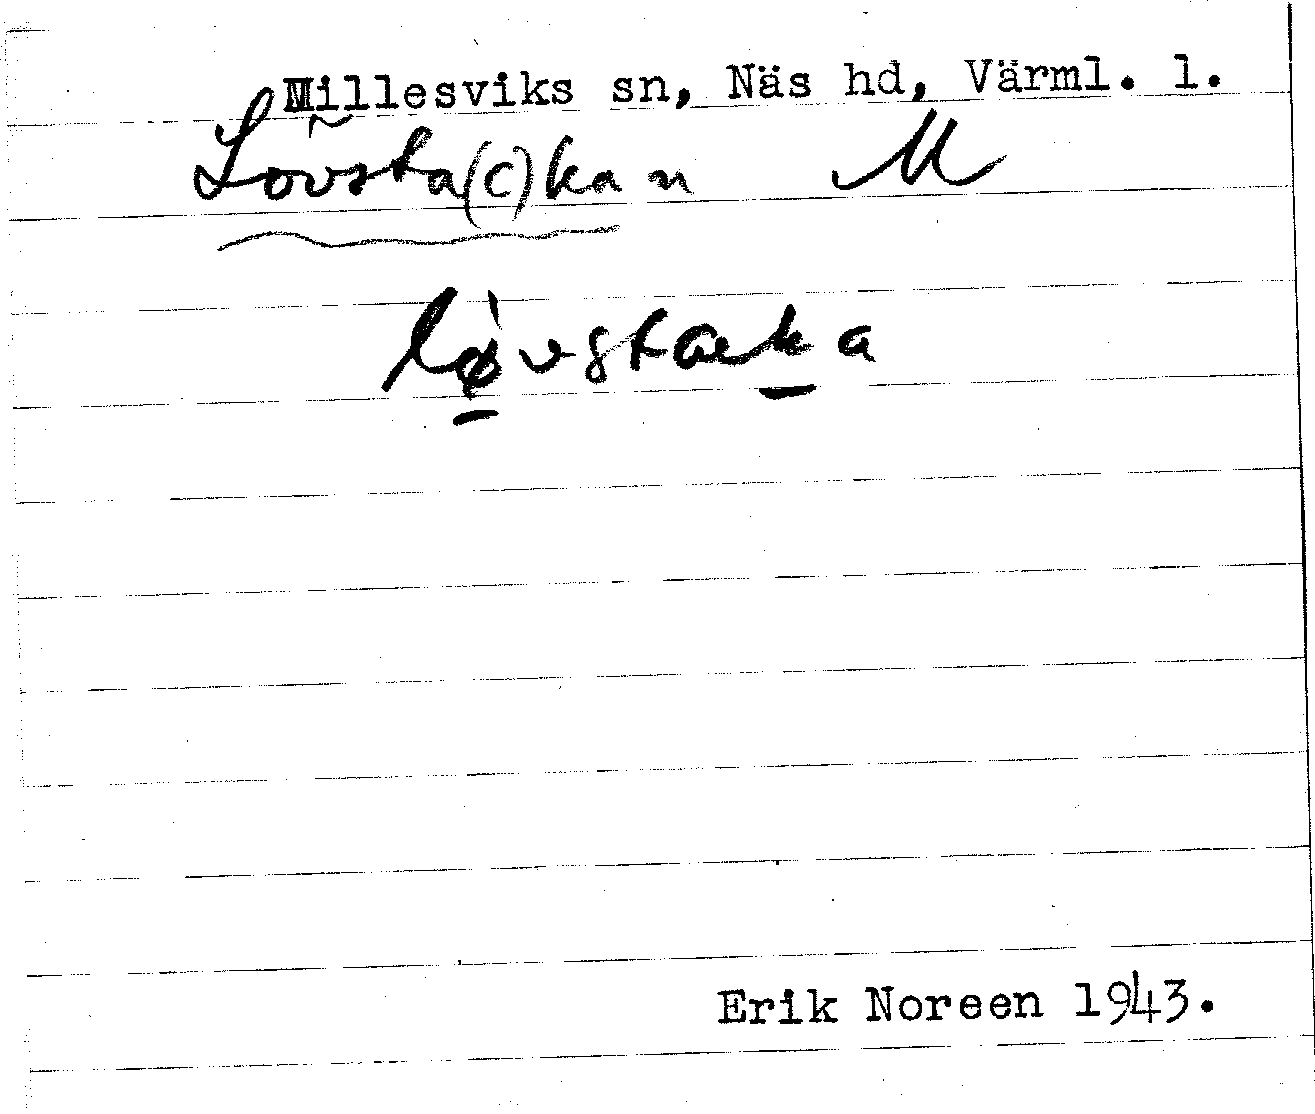 Millesviks sn, Näs hd, Värml. l.
Lövsta(c)kan M
løvstaka
Erik Noreen 1943.